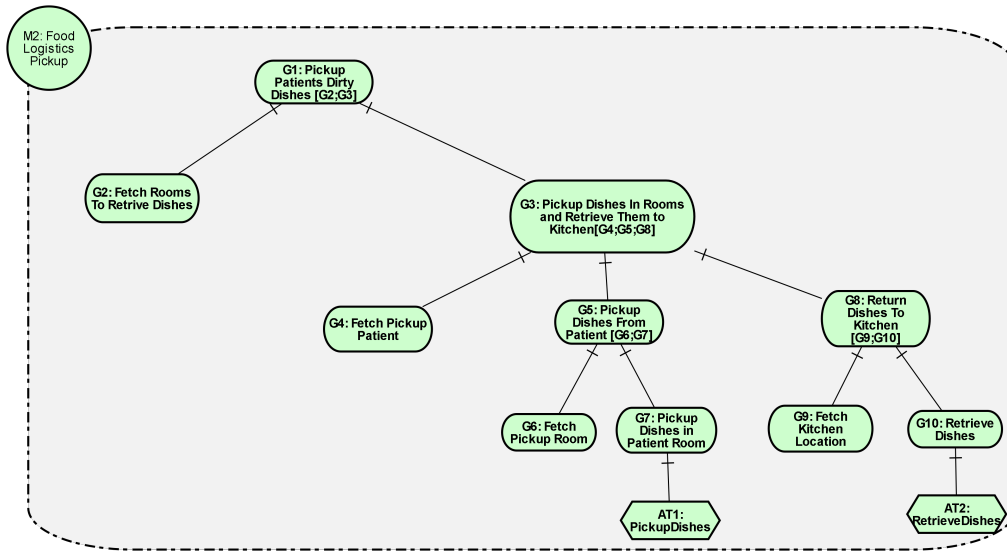 M2: Food
Logistics
Pickup
G1: Pickup
Patients Dirty
Dishes [G2;G3]
G2: Fetch Rooms
To Retrive Dishes
G3: Pickup Dishes In Rooms
and Retrieve Them to
Kitchen[G4;G5;G8]
G4: Fetch Pickup
Patient
G5: Pickup
Dishes From
Patient [G6;G7]
G8: Return
Dishes To
Kitchen
[G9;G10]
G6: Fetch
Pickup Room
G7: Pickup
Dishes in
Patient Room
G9: Fetch
Kitchen
Location
G10: Retrieve
Dishes
AT1:
PickupDishes
AT2:
RetrieveDishes